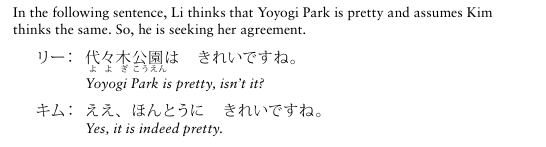 In the following sentence, Li thinks that Yoyogi Park is pretty and assumes Kim
thinks the same. So, he is seeking her agreement.
リー： 代々木公園は　きれいですね。
よ よ ぎ こうえん
Yoyogi Park is pretty, isn't it?
キム： ええ、ほんとうに　きれいですね。
Yes, it is indeed pretty.